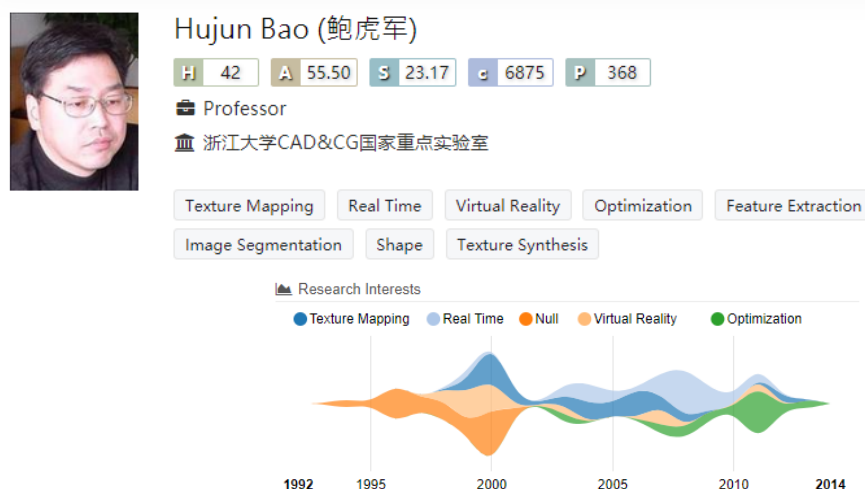 Hujun Bao (鲍虎军)
H 42 A 55.50 S 23.17 c 6875 P 368
Professor
浙江大学CAD&CG国家重点实验室
Texture Mapping Real Time Virtual Reality Optimization Feature Extraction
Image Segmentation Shape Texture Synthesis
Research Interests
Texture Mapping Real Time Null Virtual Reality Optimization
1992 1995 2000 2005 2010 2014